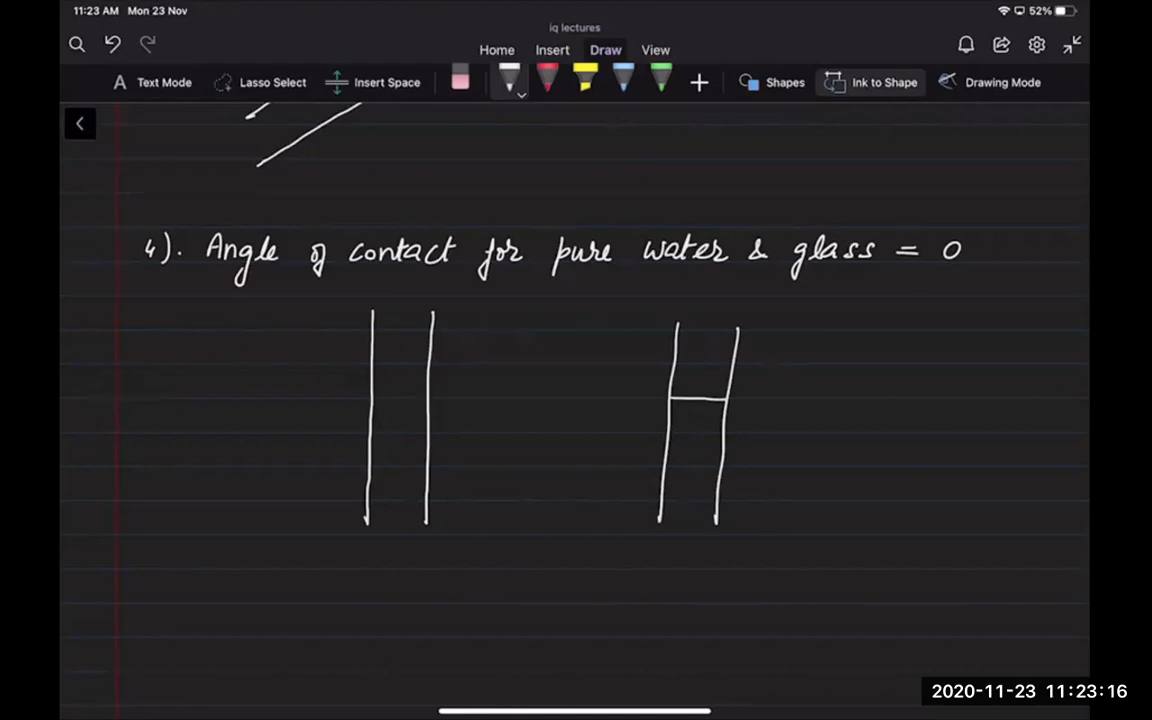 11:23 AM Mon 23 Nov
52%
iq lectures
Home Insert Draw View
Text Mode Lasso Select Insert Space Shapes Ink to Shape Drawing Mode
4). Angle of contact for pure water & glass = 0
2020-11-23 11:23:16